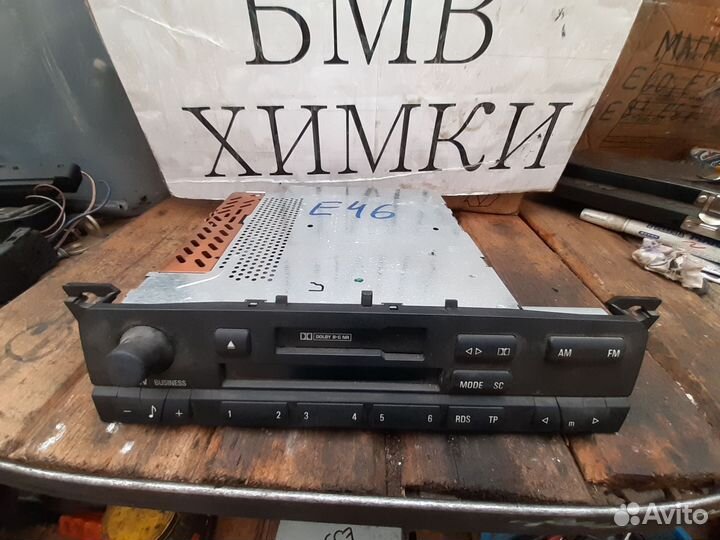 БМВ
ХИМКИ
E46
DOLBY B-C NR
AM FM
MODE SC
BUSINESS
− +
1 2 3 4 5 6
RDS TP
m
Avito